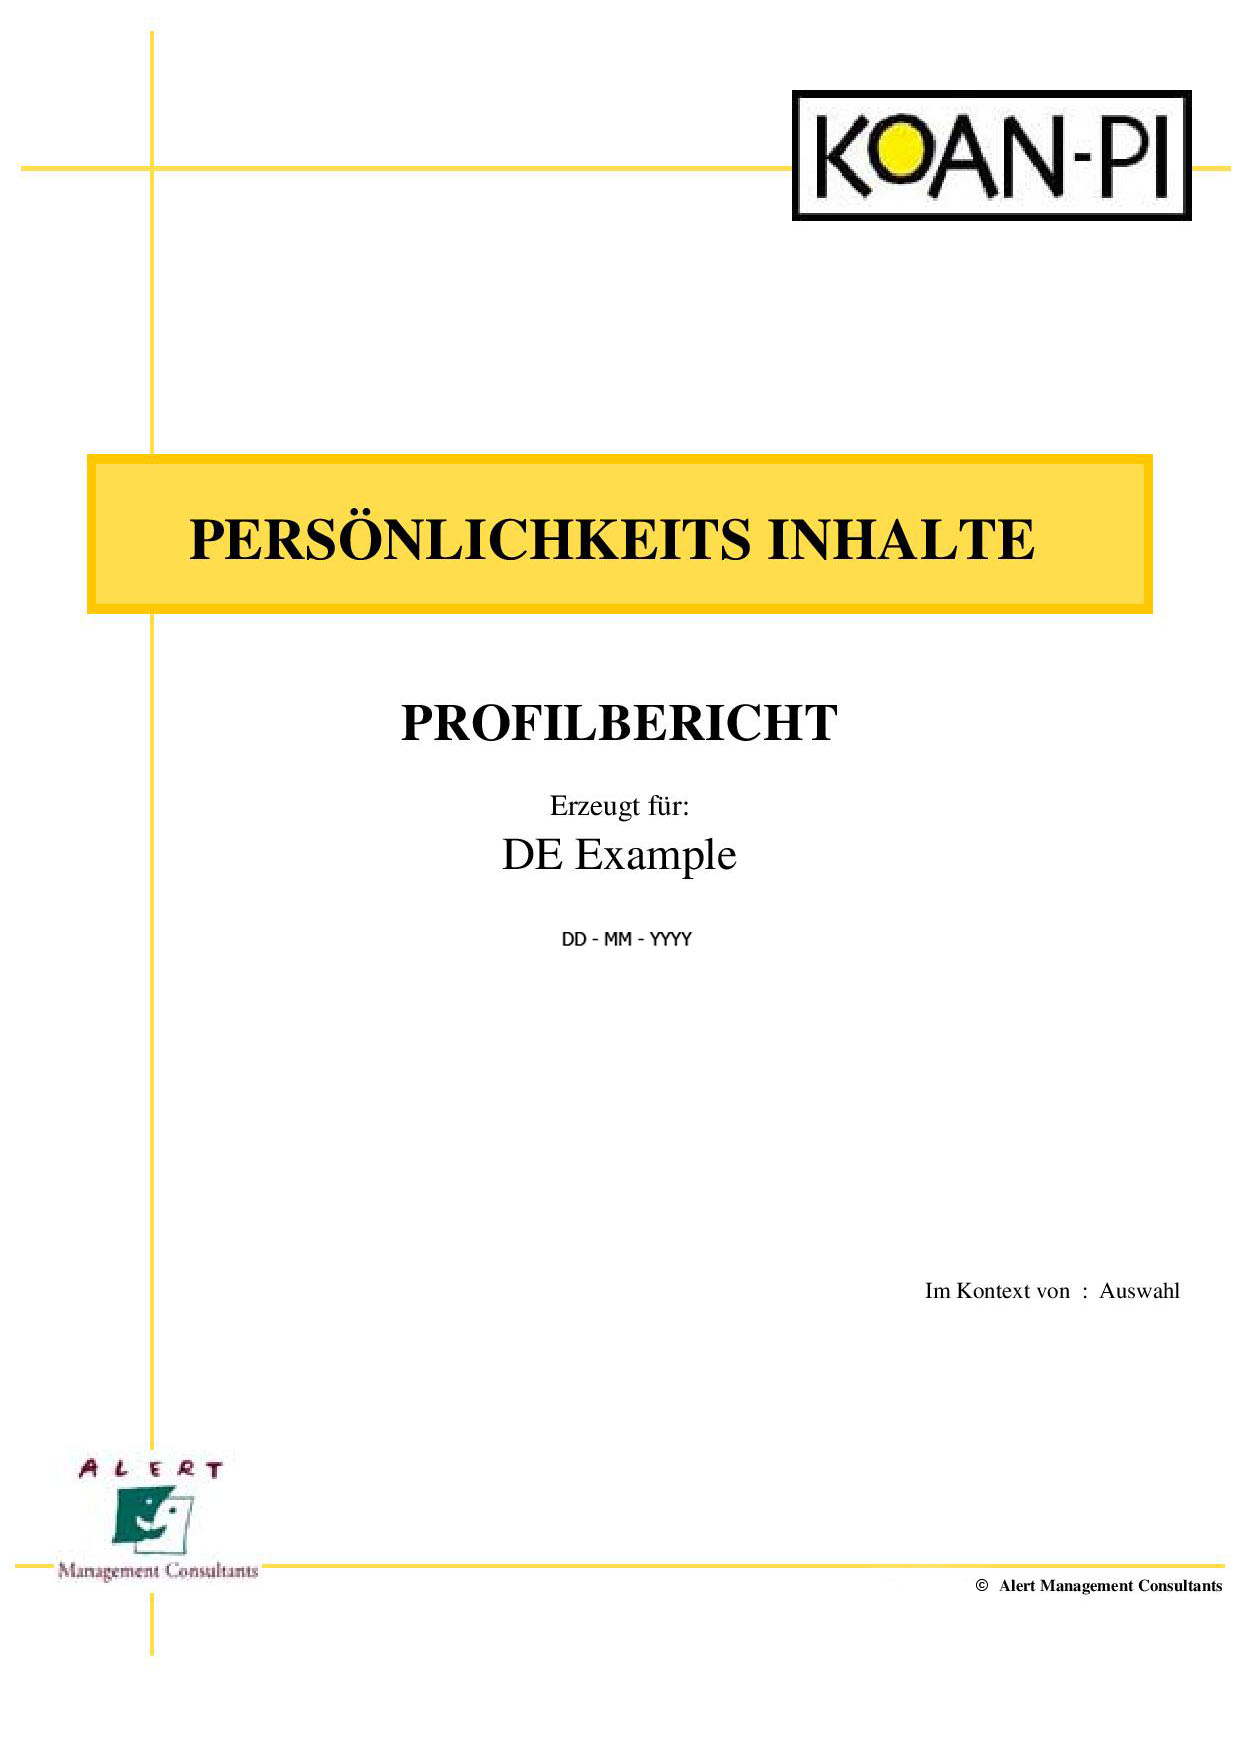 KOAN-PI
PERSÖNLICHKEITS INHALTE
PROFILBERICHT
Erzeugt für:
DE Example
DD - MM - YYYY
Im Kontext von : Auswahl
ALERT
Management Consultants
© Alert Management Consultants